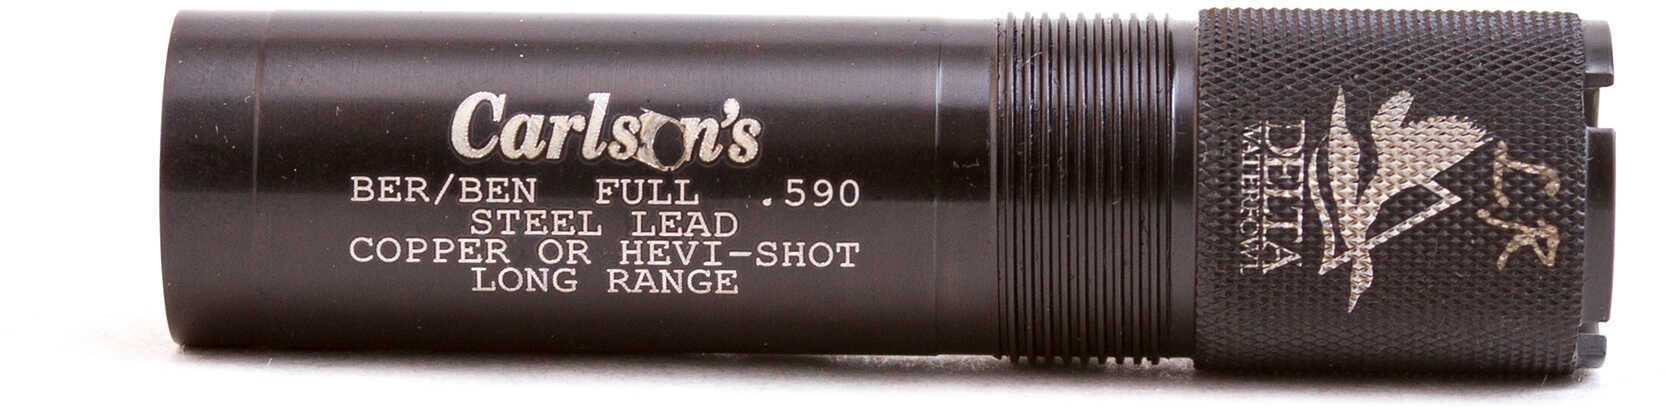 Carlson's
BER/BEN FULL .590
STEEL LEAD
COPPER OR HEVI-SHOT
LONG RANGE
DELTA
WATERFOWL
LR